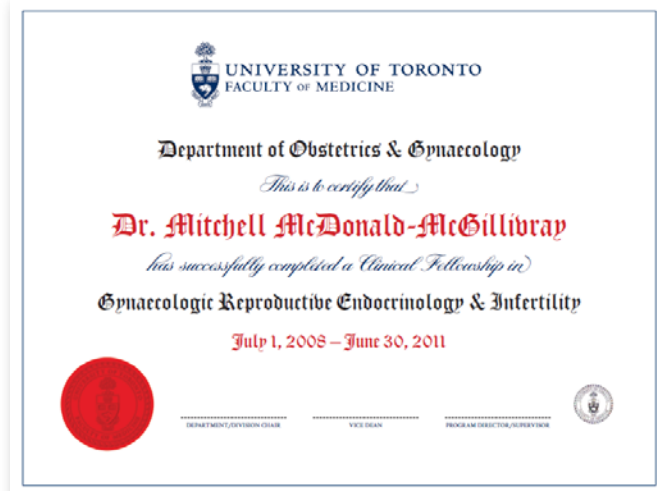 UNIVERSITY OF TORONTO
FACULTY OF MEDICINE
Department of Obstetrics & Gynaecology
This is to certify that
Dr. Mitchell McDonald-McGillivray
has successfully completed a Clinical Fellowship in
Gynaecologic Reproductive Endocrinology & Infertility
July 1, 2008 – June 30, 2011
DEPARTMENT/DIVISION CHAIR
VICE DEAN
PROGRAM DIRECTOR/SUPERVISOR